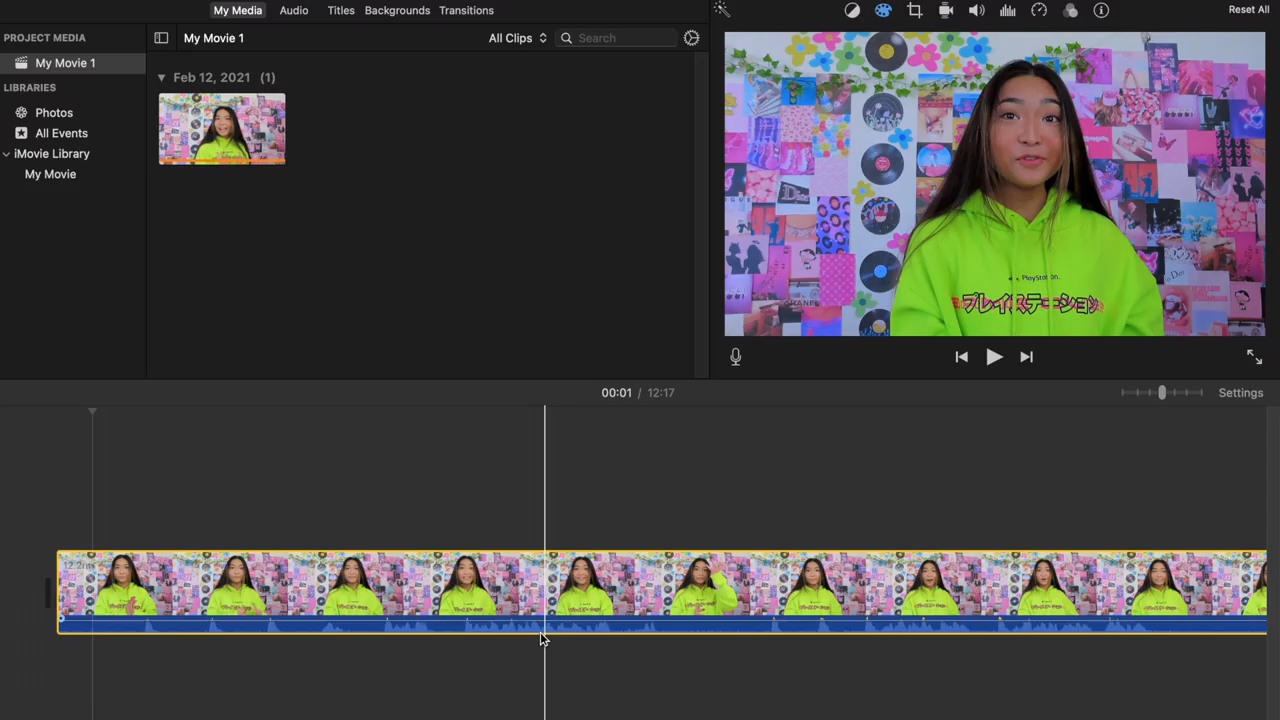 My Media
Audio
Titles
Backgrounds
Transitions
Reset All
PROJECT MEDIA
My Movie 1
All Clips
Search
My Movie 1
LIBRARIES
Feb 12, 2021 (1)
Photos
All Events
iMovie Library
My Movie
PlayStation.
プレイステーション
Dior
CHANEL
00:01 / 12:17
Settings